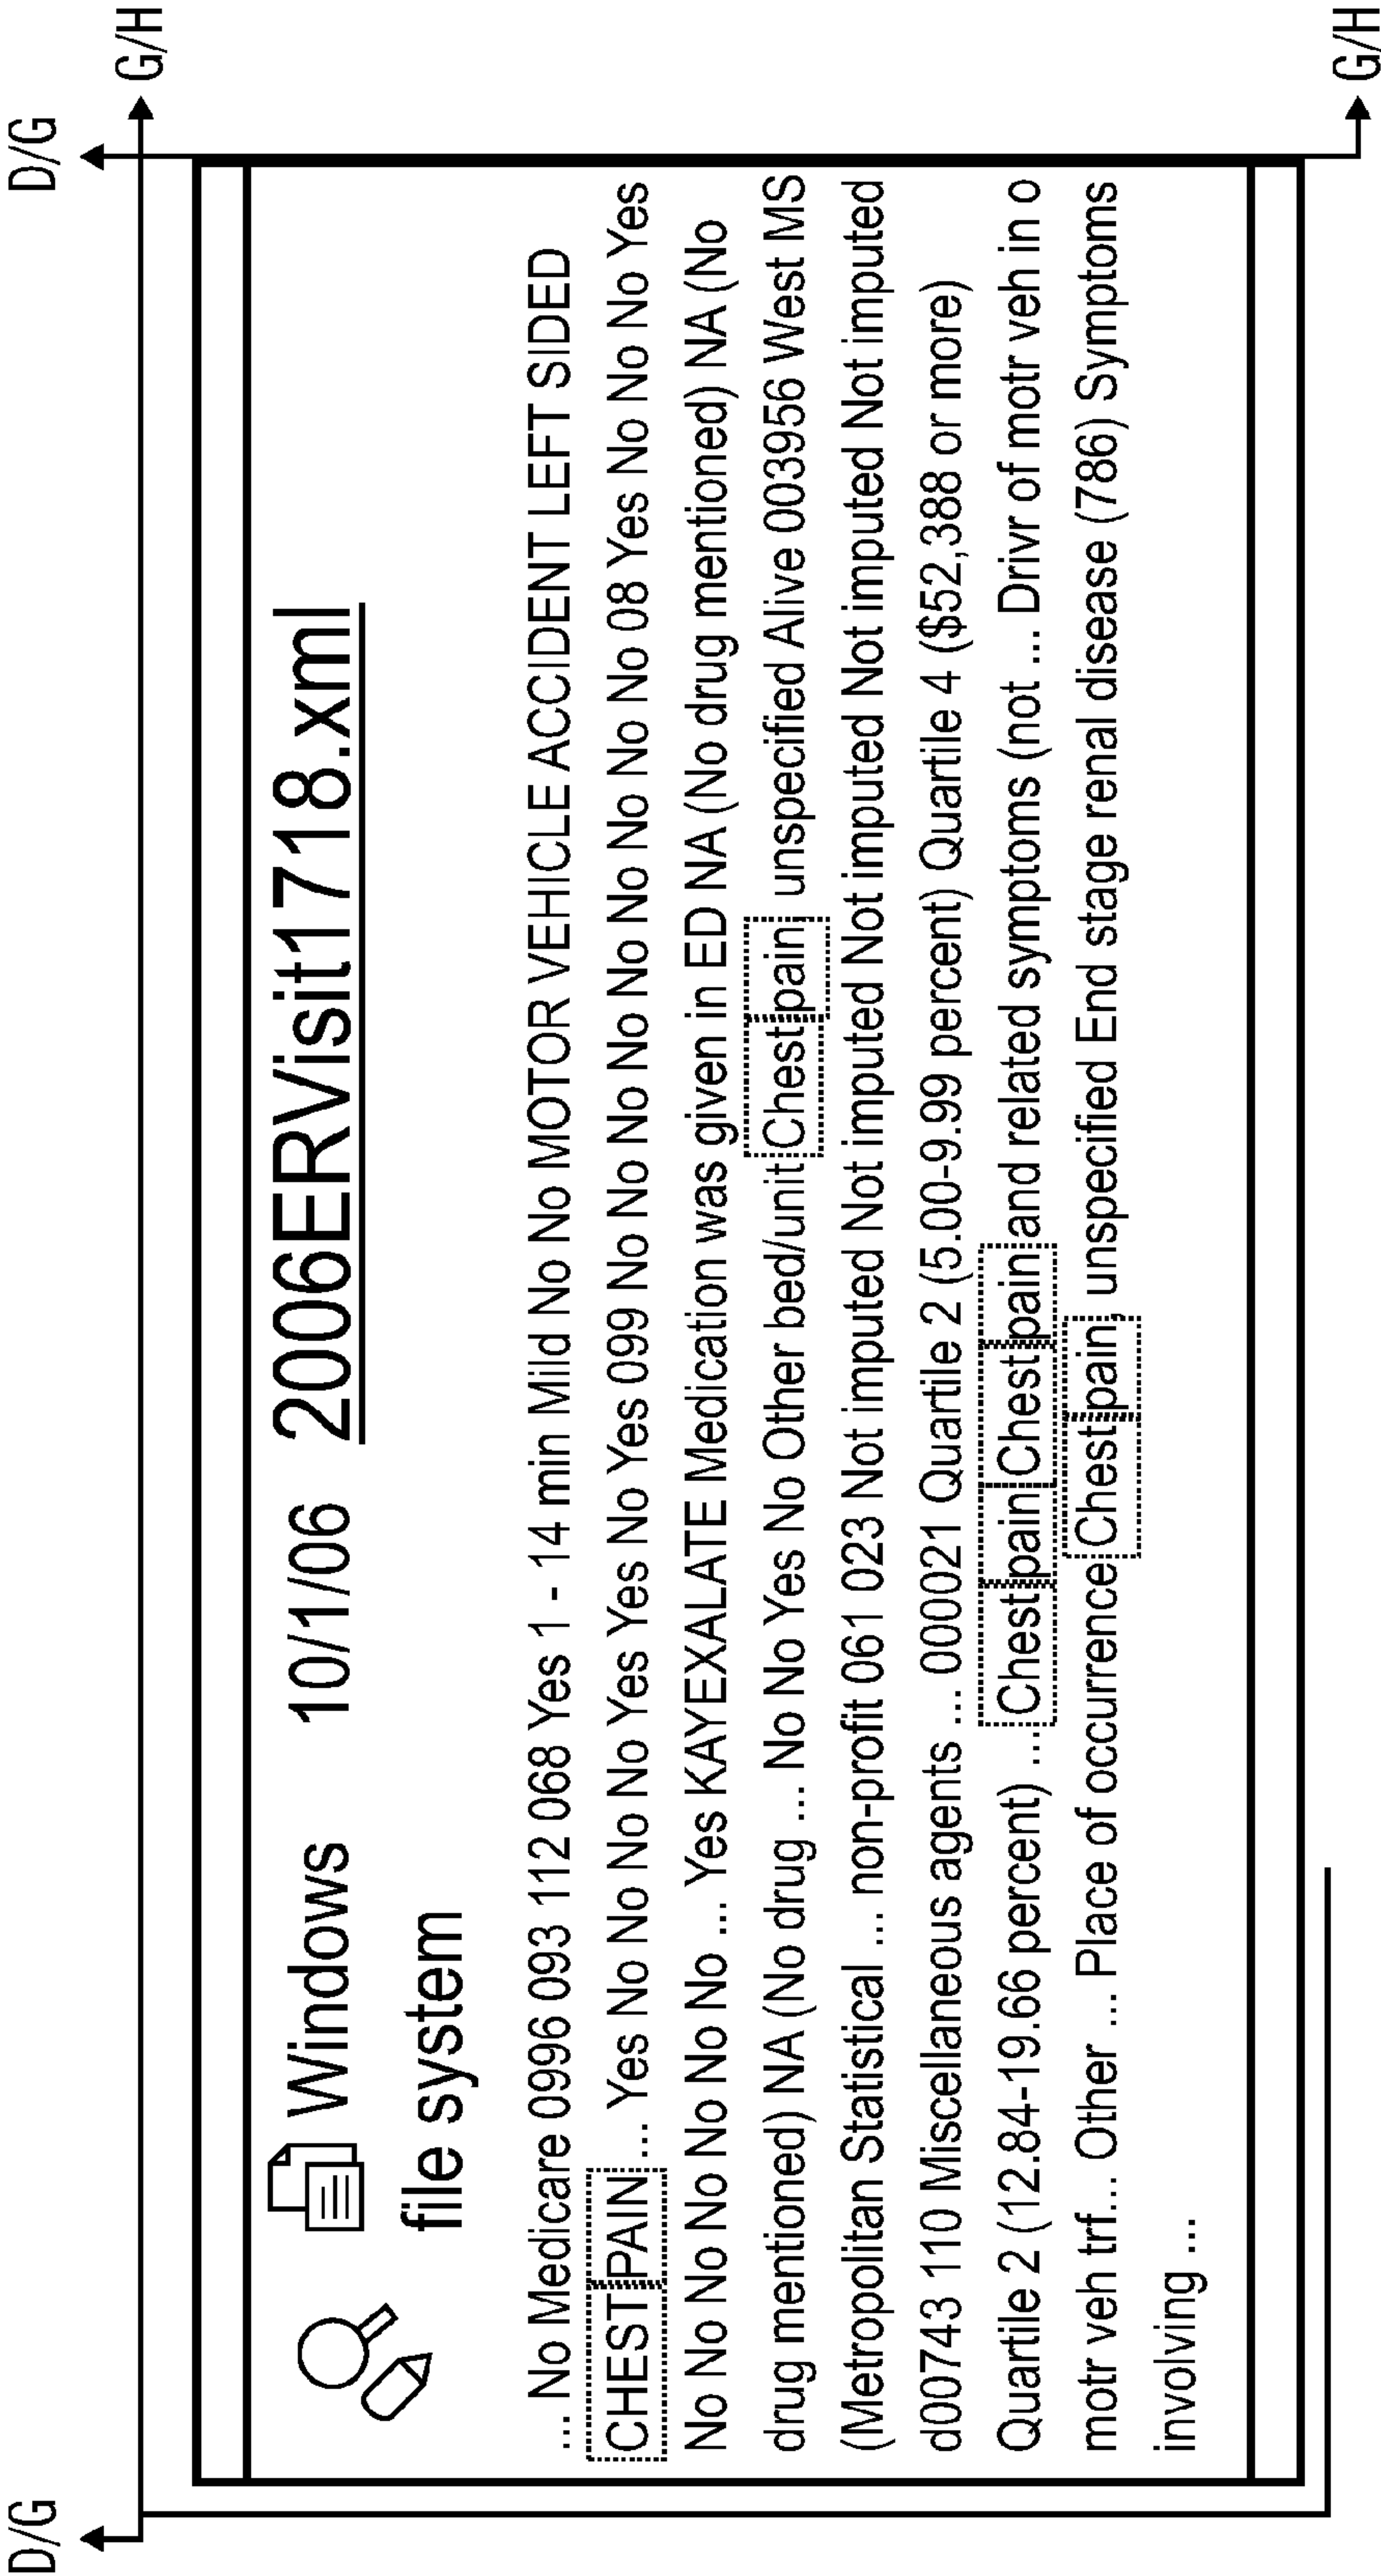 D/G
D/G
G/H
Windows 10/1/06 2006ERVisit1718.xml
file system
... No Medicare 0996 093 112 068 Yes 1 - 14 min Mild No No MOTOR VEHICLE ACCIDENT LEFT SIDED
CHEST PAIN ... Yes No No No No No Yes Yes No Yes 099 No No No No No No No No 08 Yes No No No Yes
No No No No No No No ... Yes KAYEXALATE Medication was given in ED NA (No drug mentioned) NA (No
drug mentioned) NA (No drug ... No No Yes No Other bed/unit Chest pain, unspecified Alive 003956 West MS
(Metropolitan Statistical ... non-profit 061 023 Not imputed Not imputed Not imputed Not imputed Not imputed
d00743 110 Miscellaneous agents ... 000021 Quartile 2 (5.00-9.99 percent) Quartile 4 ($52,388 or more)
Quartile 2 (12.84-19.66 percent) ... Chest pain Chest pain and related symptoms (not ... Drivr of motr veh in o
motr veh trf... Other ... Place of occurrence Chest pain, unspecified End stage renal disease (786) Symptoms
involving ...
G/H